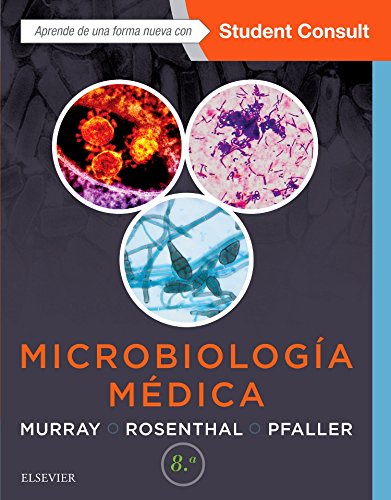 Aprende de una forma nueva con
Student Consult
MICROBIOLOGÍA
MÉDICA
MURRAY ○ ROSENTHAL ○ PFALLER
8.ª
ELSEVIER